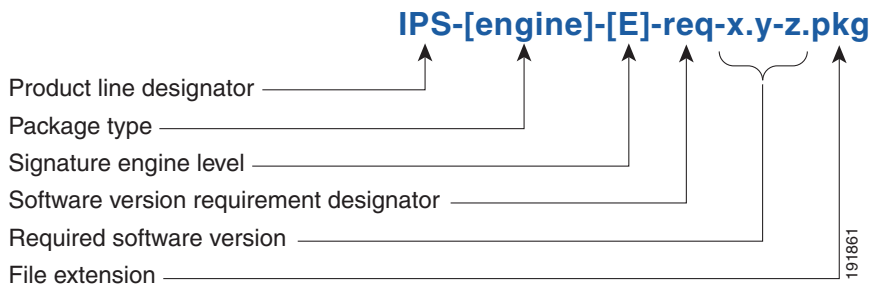 IPS-[engine]-[E]-req-x.y-z.pkg
Product line designator
Package type
Signature engine level
Software version requirement designator
Required software version
File extension
191861